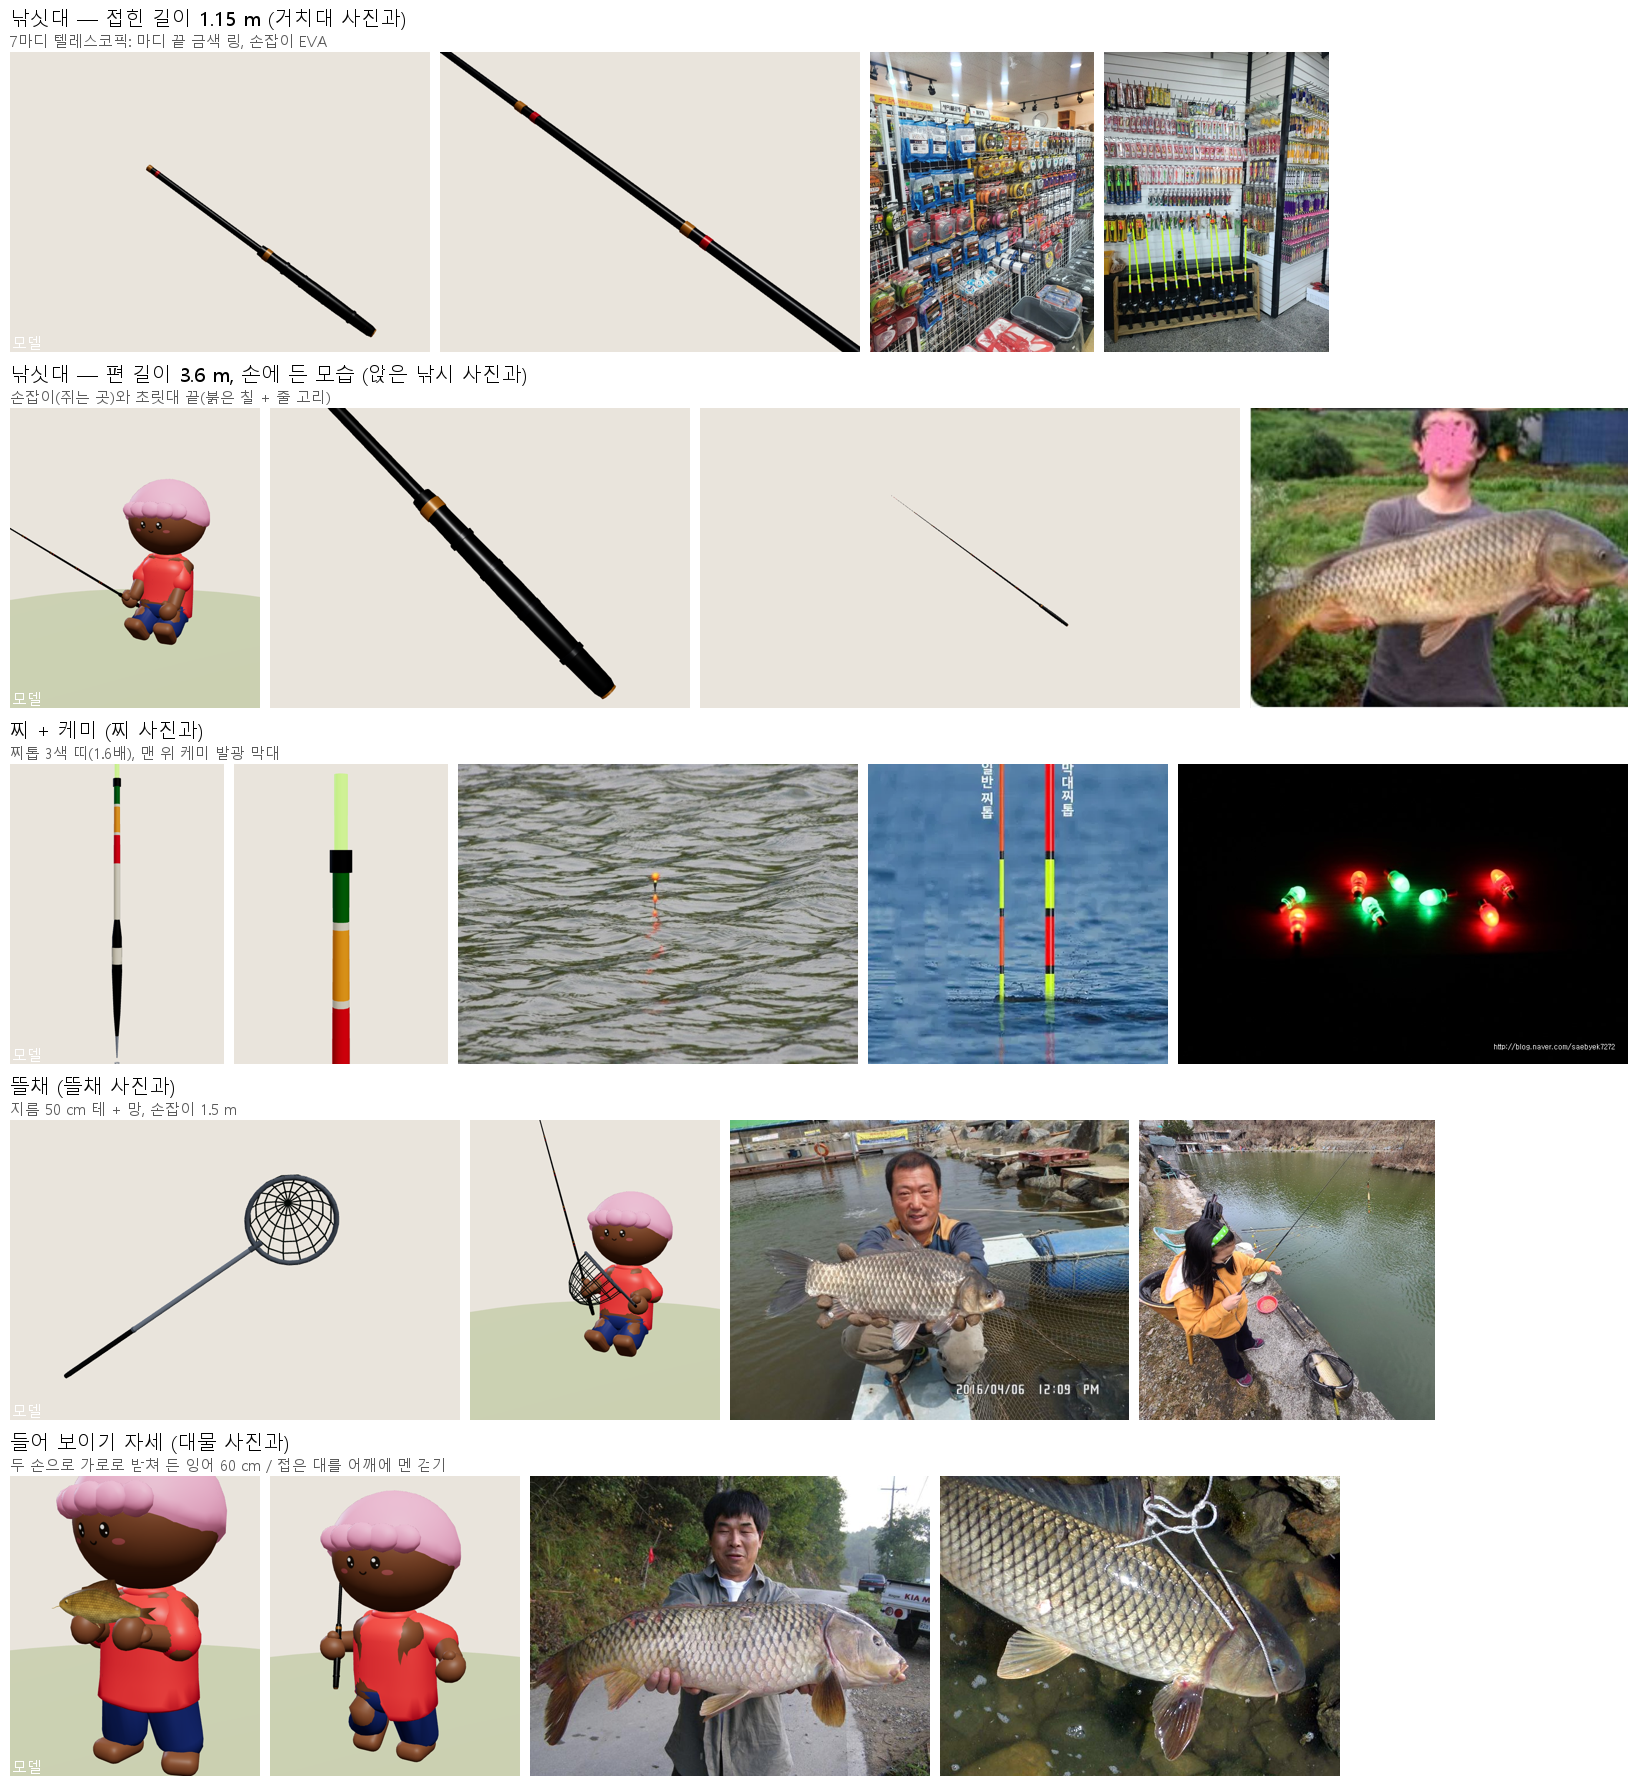 낚싯대 — 접힌 길이 1.15 m (거치대 사진과)
7마디 텔레스코픽: 마디 끝 금색 링, 손잡이 EVA
모델
낚싯대 — 편 길이 3.6 m, 손에 든 모습 (앉은 낚시 사진과)
손잡이(쥐는 곳)와 초릿대 끝(붉은 칠 + 줄 고리)
모델
찌 + 케미 (찌 사진과)
찌톱 3색 띠(1.6배), 맨 위 케미 발광 막대
일반 찌톱
막대찌톱
모델
http://blog.naver.com/saebyek7272
뜰채 (뜰채 사진과)
지름 50 cm 테 + 망, 손잡이 1.5 m
모델
2016/04/06 12:09 PM
들어 보이기 자세 (대물 사진과)
두 손으로 가로로 받쳐 든 잉어 60 cm / 접은 대를 어깨에 멘 걷기
KIA M
모델